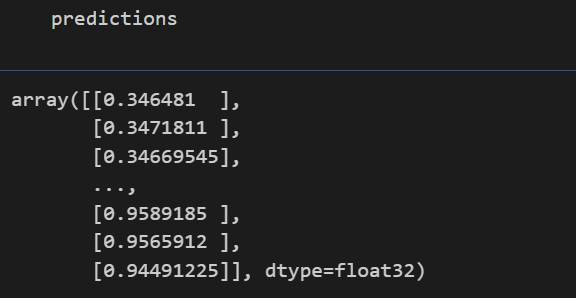 predictions
array([[0.346481  ],
       [0.3471811 ],
       [0.34669545],
       ...,
       [0.9589185 ],
       [0.9565912 ],
       [0.94491225]], dtype=float32)